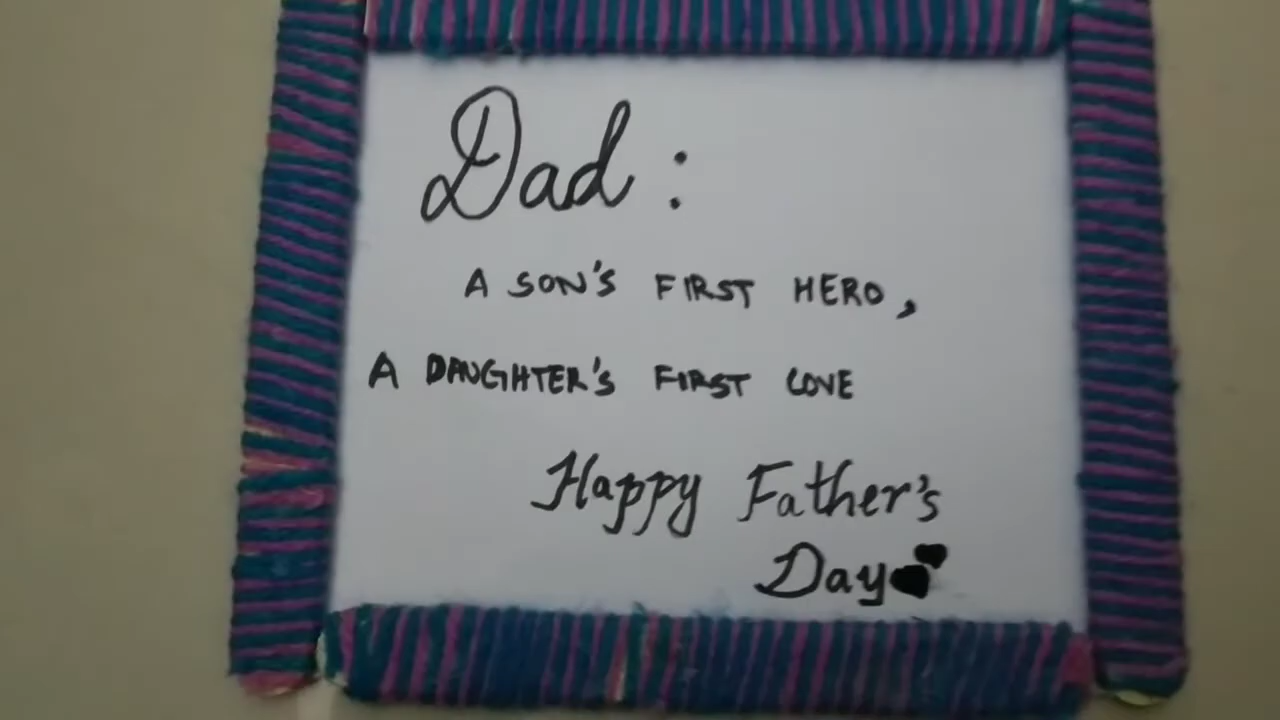 Dad :
A SON'S FIRST HERO,
A DAUGHTER'S FIRST LOVE
Happy Father's
Day